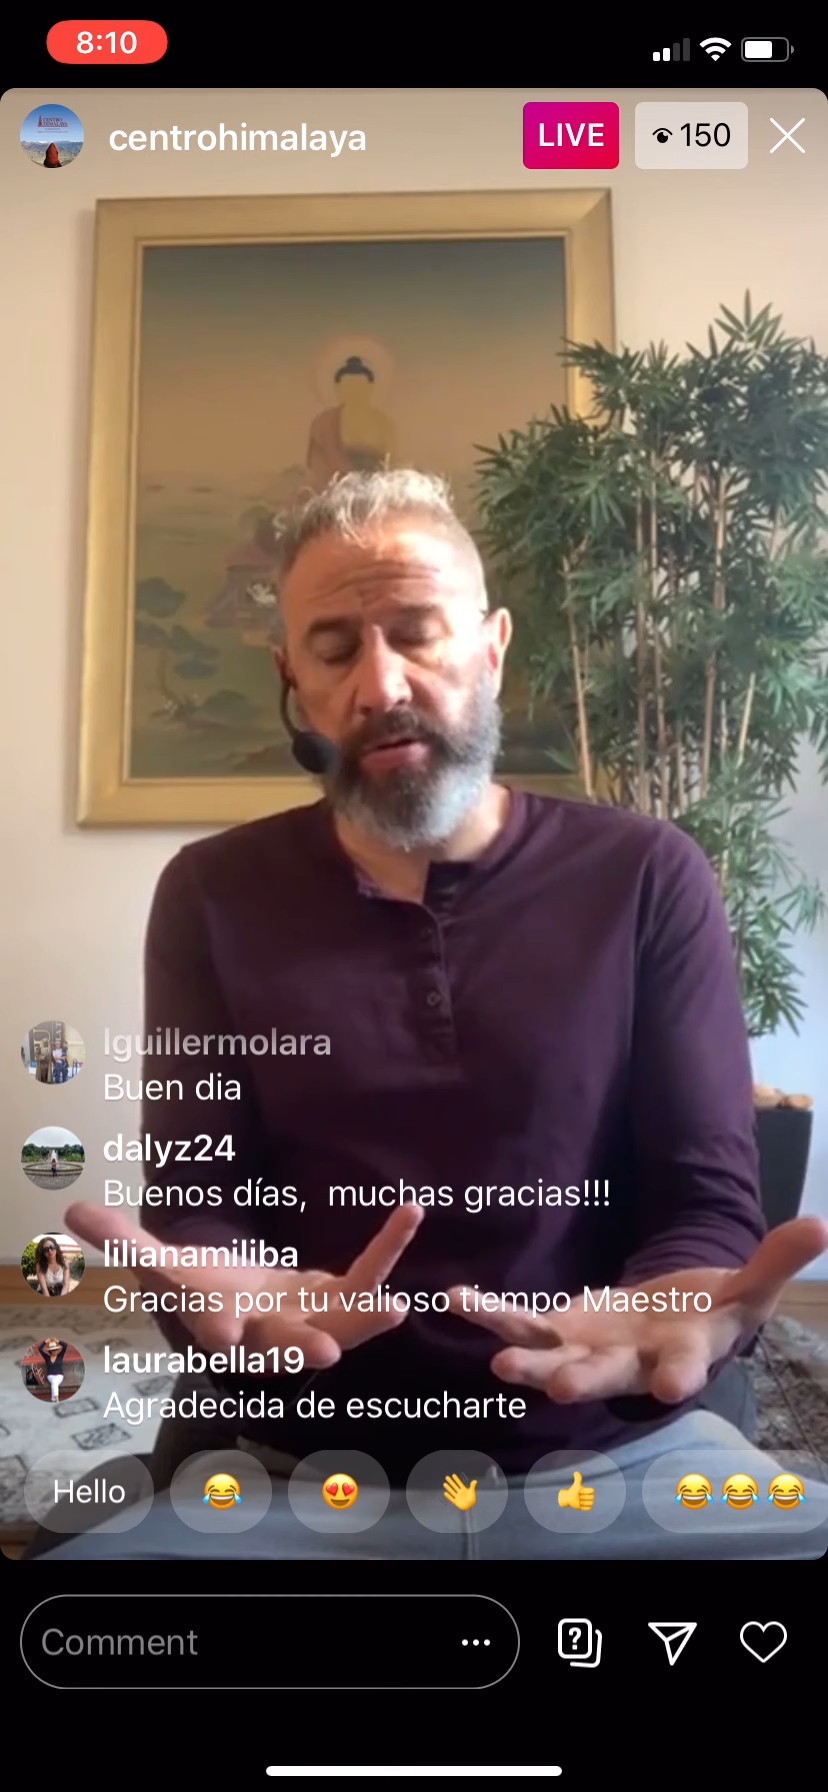 8:10
centrohimalaya
LIVE
150
lguillermolara
Buen dia
dalyz24
Buenos días,  muchas gracias!!!
lilianamiliba
Gracias por tu valioso tiempo Maestro
laurabella19
Agradecida de escucharte
Hello 😂 😍 👋 👍 😂😂😂
Comment